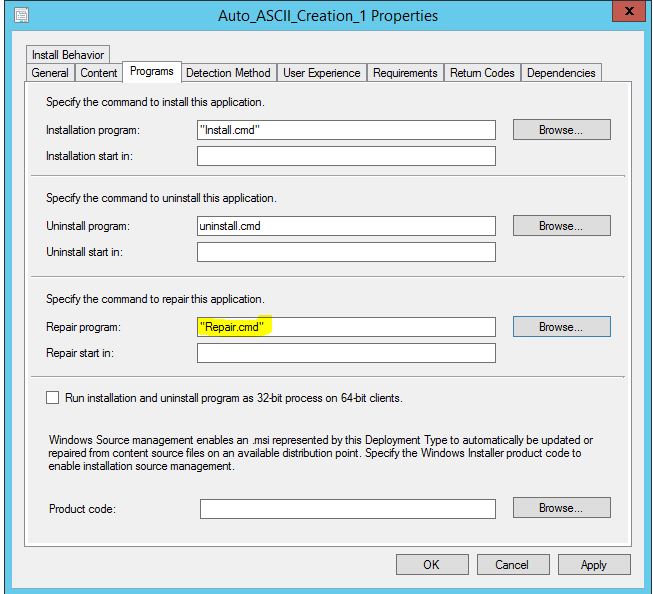 Auto_ASCII_Creation_1 Properties
x
Install Behavior
General Content Programs Detection Method User Experience Requirements Return Codes Dependencies
Specify the command to install this application.
Installation program: "Install.cmd" Browse...
Installation start in:
Specify the command to uninstall this application.
Uninstall program: uninstall.cmd Browse...
Uninstall start in:
Specify the command to repair this application.
Repair program: "Repair.cmd" Browse...
Repair start in:
Run installation and uninstall program as 32-bit process on 64-bit clients.
Windows Source management enables an .msi represented by this Deployment Type to automatically be updated or
repaired from content source files on an available distribution point. Specify the Windows Installer product code to
enable installation source management.
Product code: Browse...
OK Cancel Apply